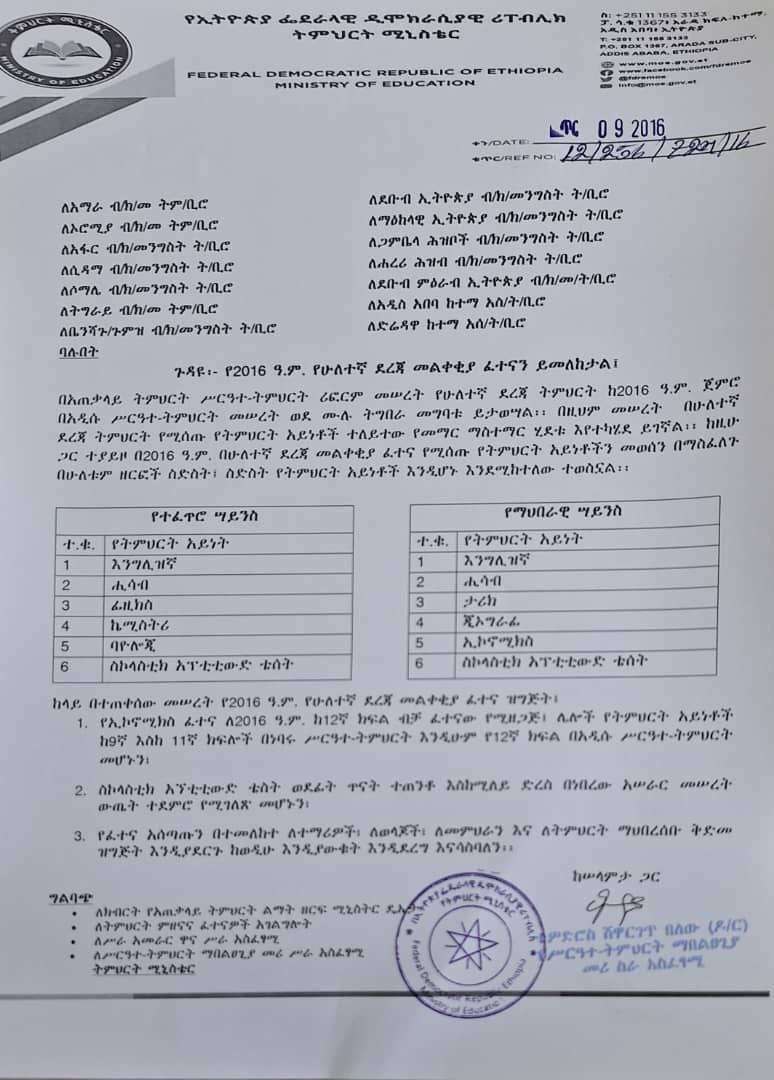 ትምህርት ሚኒስቴር
MINISTRY OF EDUCATION
የኢትዮጵያ ፌደራላዊ ዲሞክራሲያዊ ሪፐብሊክ
ትምህርት ሚኒስቴር
FEDERAL DEMOCRATIC REPUBLIC OF ETHIOPIA
MINISTRY OF EDUCATION
ስ፡ +251 11 155 3133
ፖ. ሳ.ቁ 1367፣ አራዳ ክፍለ-ከተማ,
አዲስ አበባ፣ ኢትዮጵያ
T: +251 11 155 3133
P.O. BOX 1367, ARADA SUB-CITY,
ADDIS ABABA, ETHIOPIA
www.moe.gov.et
www.facebook.com/fdremoe
@fdremoe
info@moe.gov.et
ቀን/DATE: ጥር 09 2016
ቁጥር/REF NO: 12/256/
ለአማራ ብ/ክ/መ ትም/ቢሮ
ለኦሮሚያ ብ/ክ/መ ትም/ቢሮ
ለአፋር ብ/ክ/መንግስት ት/ቢሮ
ለሲዳማ ብ/ክ/መንግስት ት/ቢሮ
ለሶማሌ ብ/ክ/መንግስት ት/ቢሮ
ለትግራይ ብ/ክ/መ ትም/ቢሮ
ለቤንሻጉ/ጉምዝ ብ/ክ/መንግስት ት/ቢሮ
ባሉበት
ለደቡብ ኢትዮጵያ ብ/ክ/መንግስት ት/ቢሮ
ለማዕከላዊ ኢትዮጵያ ብ/ክ/መንግስት ት/ቢሮ
ለጋምቤላ ሕዝቦች ብ/ክ/መንግስት ት/ቢሮ
ለሐረሪ ሕዝብ ብ/ክ/መንግስት ት/ቢሮ
ለደቡብ ምዕራብ ኢትዮጵያ ብ/ክ/መ/ት/ቢሮ
ለአዲስ አበባ ከተማ አስ/ት/ቢሮ
ለድሬዳዋ ከተማ አስ/ት/ቢሮ
ጉዳዩ፡- የ2016 ዓ.ም. የሁለተኛ ደረጃ መልቀቂያ ፈተናን ይመለከታል፤
በአጠቃላይ ትምህርት ሥርዓተ-ትምህርት ሪፎርም መሠረት የሁለተኛ ደረጃ ትምህርት ከ2016 ዓ.ም. ጀምሮ
በአዲሱ ሥርዓተ-ትምህርት መሠረት ወደ ሙሉ ትግበራ መግባቱ ይታወሣል፡፡ በዚህም መሠረት በሁለተኛ
ደረጃ ትምህርት የሚሰጡ የትምህርት አይነቶች ተለይተው የመማር ማስተማር ሂደቱ እየተካሄደ ይገኛል፡፡ ከዚሁ
ጋር ተያይዞ በ2016 ዓ.ም. በሁለተኛ ደረጃ መልቀቂያ ፈተና የሚሰጡ የትምህርት አይነቶችን መወሰን በማስፈለጉ
በሁለቱም ዘርፎች ስድስት፣ ስድስት የትምህርት አይነቶች እንዲሆኑ እንደሚከተለው ተወስኗል፡፡
የተፈጥሮ ሣይንስ
ተ.ቁ. የትምህርት አይነት
1 እንግሊዝኛ
2 ሒሳብ
3 ፊዚክስ
4 ኬሚስትሪ
5 ባዮሎጂ
6 ስኮላስቲክ አፕቲቲውድ ቴሰት
የማህበራዊ ሣይንስ
ተ.ቁ. የትምህርት አይነት
1 እንግሊዝኛ
2 ሒሳብ
3 ታሪክ
4 ጂኦግራፊ
5 ኢኮኖሚክስ
6 ስኮላስቲክ አፕቲቲውድ ቴሰት
ከላይ በተጠቀሰው መሠረት የ2016 ዓ.ም. የሁለተኛ ደረጃ መልቀቂያ ፈተና ዝግጅት፤
1. የኢኮኖሚክስ ፈተና ለ2016 ዓ.ም. ከ12ኛ ክፍል ብቻ ፈተናው የሚዘጋጅ፤ ሌሎች የትምህርት አይነቶች
ከ9ኛ እስከ 11ኛ ክፍሎች በነባሩ ሥርዓተ-ትምህርት እንዲሁም የ12ኛ ክፍል በአዲሱ ሥርዓተ-ትምህርት
መሆኑን፤
2. ስኮላስቲክ አፕቲቲውድ ቴስት ወደፊት ጥናት ተጠንቶ እስከሚለይ ድረስ በነበረው አሠራር መሠረት
ውጤት ተደምሮ የሚገለጽ መሆኑን፤
3. የፈተና አሰጣጡን በተመለከተ ለተማሪዎች፣ ለወላጆች፣ ለመምህራን እና ለትምህርት ማህበረሰቡ ቅድመ
ዝግጅት እንዲያደርጉ ከወዲሁ እንዲያውቁት እንዲደረግ እናሳስባለን፡፡
ከሠላምታ ጋር
ሽዋርገጥ በለው (ዶ/ር)
የሥርዓተ-ትምህርት ማበልፀጊያ
መሪ ስራ አስፈፃሚ
ግልባጭ
• ለክብርት የአጠቃላይ ትምህርት ልማት ዘርፍ ሚኒስትር ዴኤታ
• ለትምህርት ምዘናና ፈተናዎች አገልግሎት
• ለሥራ አመራር ዋና ሥራ አስፈፃሚ
• ለሥርዓተ-ትምህርት ማበልፀጊያ መሪ ሥራ አስፈፃሚ
ትምህርት ሚኒስቴር
የትምህርት ሚኒስቴር
Federal Democratic Republic Ethiopia
Ministry of Education